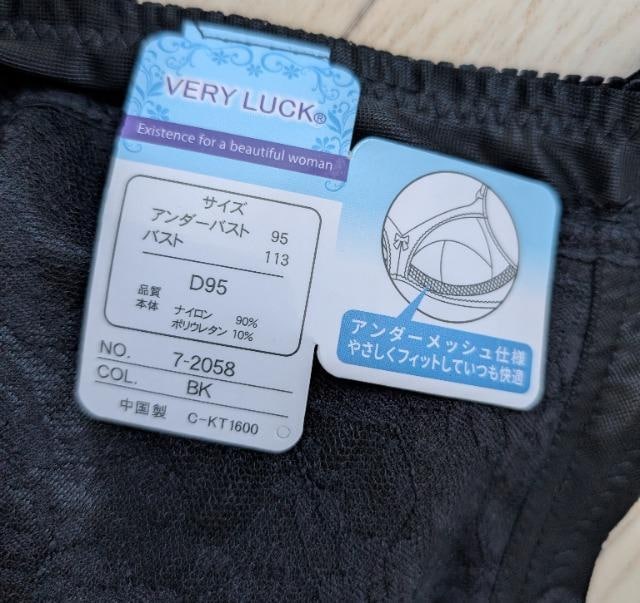 VERY LUCK®
Existence for a beautiful woman
サイズ
アンダーバスト 95
バスト 113
D95
品質
本体 ナイロン 90%
ポリウレタン 10%
NO. 7-2058
COL. BK
中国製 C-KT1600
アンダーメッシュ仕様
やさしくフィットしていつも快適